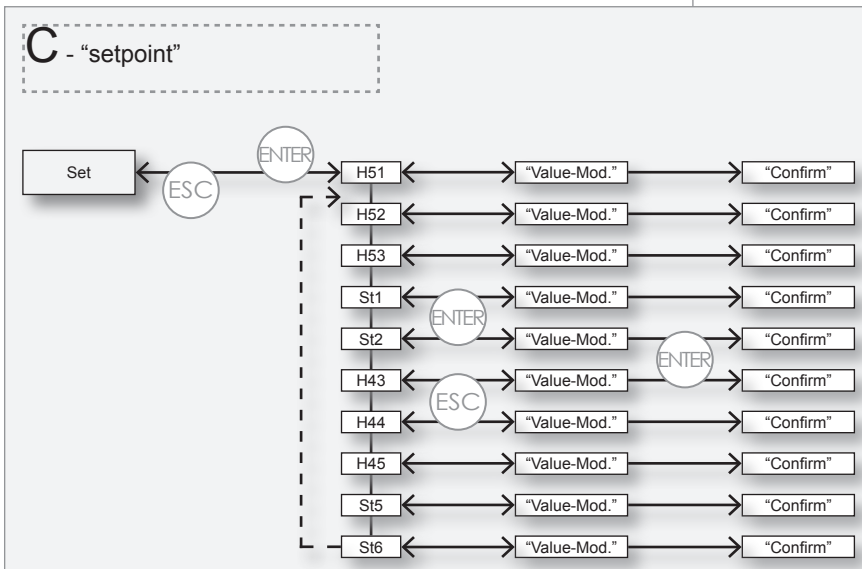 C - “setpoint”
ENTER
Set
ESC
H51 “Value-Mod.” “Confirm”
H52 “Value-Mod.” “Confirm”
H53 “Value-Mod.” “Confirm”
St1 “Value-Mod.” “Confirm”
ENTER
St2 “Value-Mod.” “Confirm”
ENTER
H43 “Value-Mod.” “Confirm”
ESC
H44 “Value-Mod.” “Confirm”
H45 “Value-Mod.” “Confirm”
St5 “Value-Mod.” “Confirm”
St6 “Value-Mod.” “Confirm”